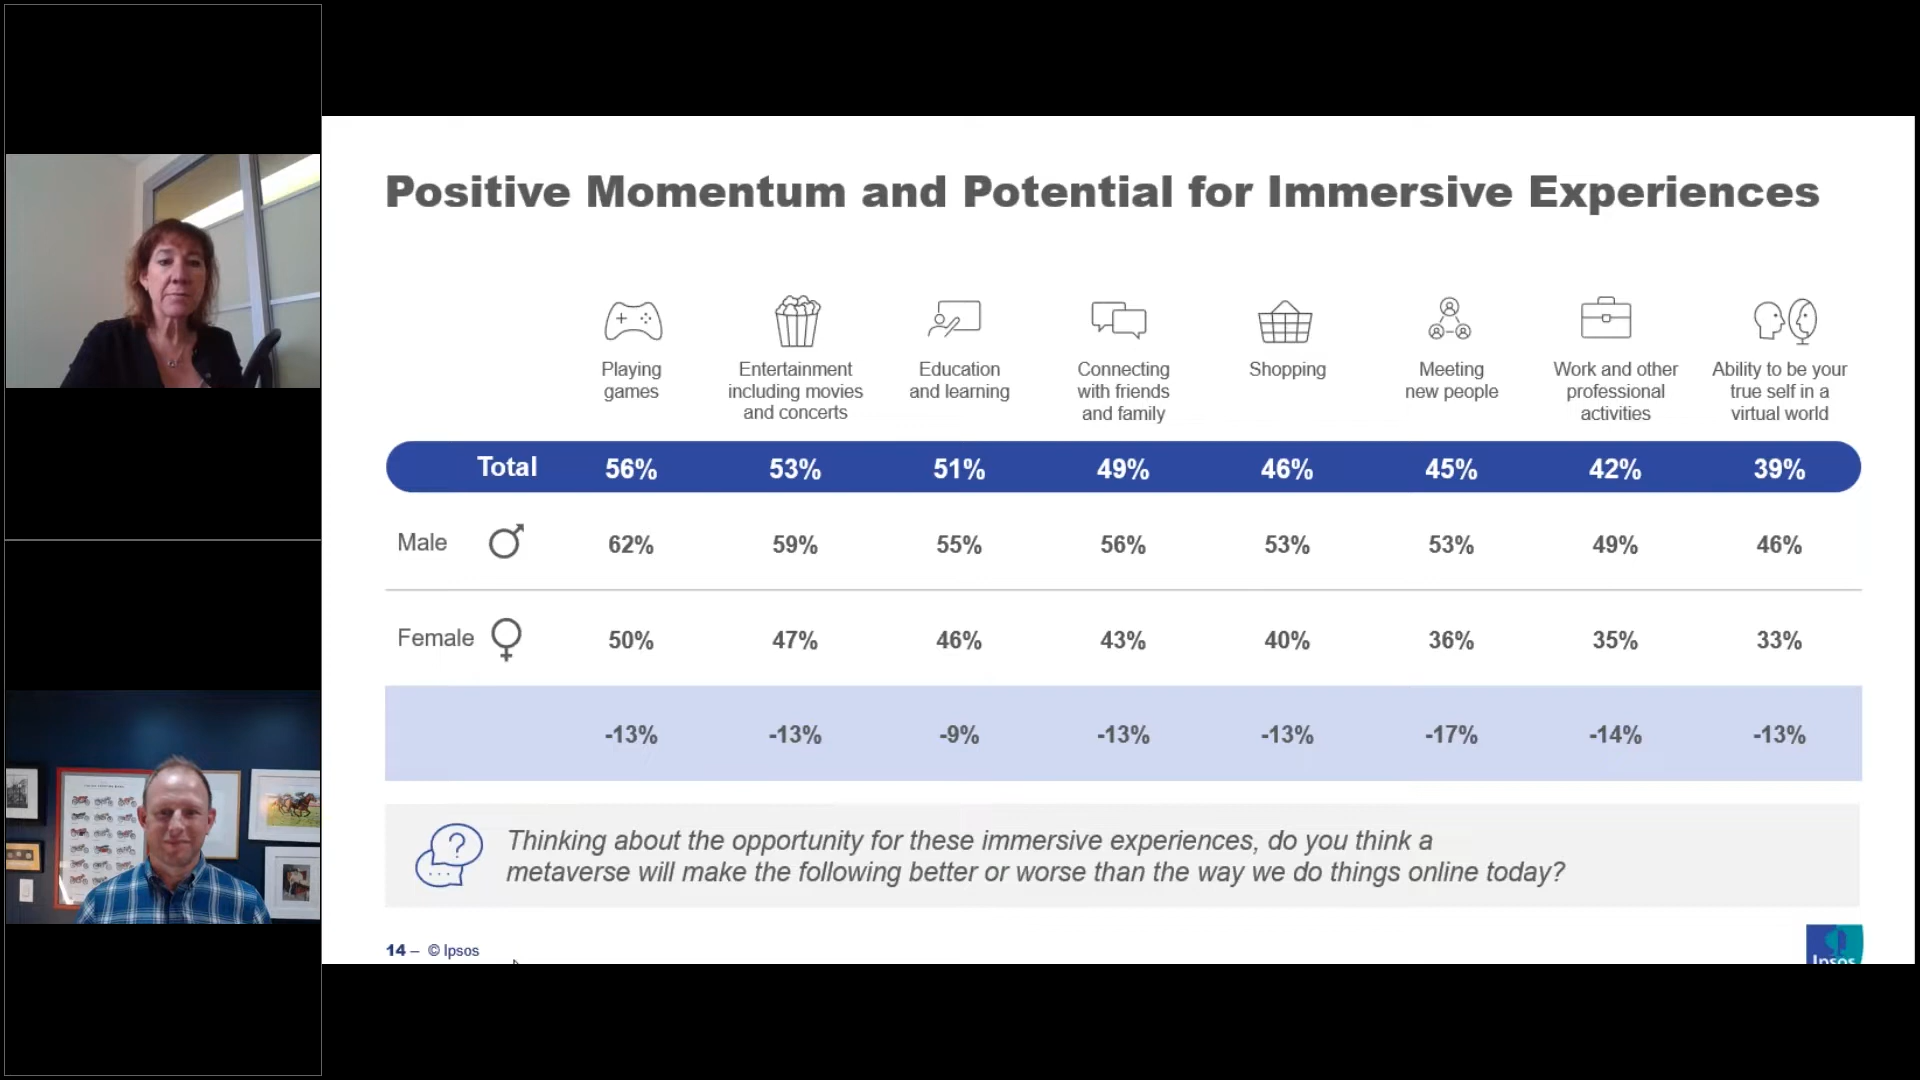 Positive Momentum and Potential for Immersive Experiences
Playing
games
Entertainment
including movies
and concerts
Education
and learning
Connecting
with friends
and family
Shopping
Meeting
new people
Work and other
professional
activities
Ability to be your
true self in a
virtual world
Total 56% 53% 51% 49% 46% 45% 42% 39%
Male 62% 59% 55% 56% 53% 53% 49% 46%
Female 50% 47% 46% 43% 40% 36% 35% 33%
-13% -13% -9% -13% -13% -17% -14% -13%
Thinking about the opportunity for these immersive experiences, do you think a
metaverse will make the following better or worse than the way we do things online today?
14 – © Ipsos
Ipsos